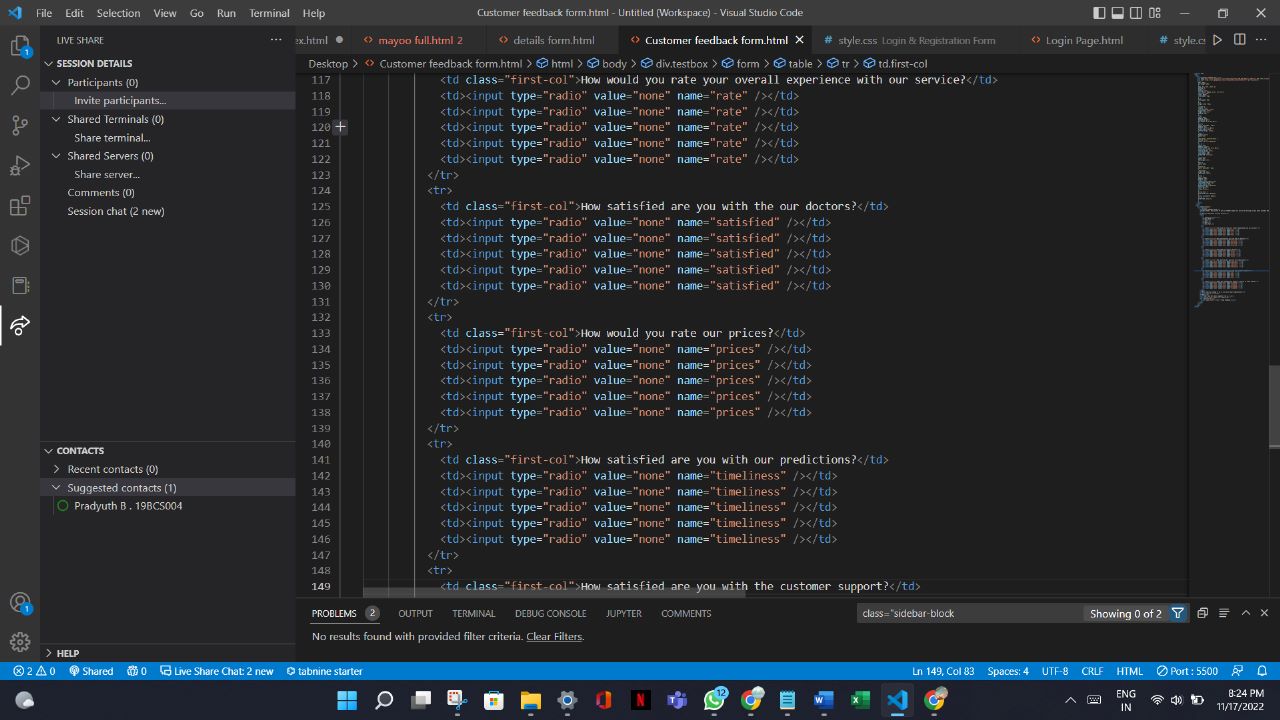 File Edit Selection View Go Run Terminal Help
Customer feedback form.html - Untitled (Workspace) - Visual Studio Code
LIVE SHARE
SESSION DETAILS
Participants (0)
Invite participants...
Shared Terminals (0)
Share terminal...
Shared Servers (0)
Share server...
Comments (0)
Session chat (2 new)
CONTACTS
Recent contacts (0)
Suggested contacts (1)
Pradyuth B . 19BCS004
HELP
1
1
ex.html mayoo full.html 2 details form.html Customer feedback form.html style.css Login & Registration Form Login Page.html style.cs
Desktop > Customer feedback form.html > html > body > div.testbox > form > table > tr > td.first-col
117 <td class="first-col">How would you rate your overall experience with our service?</td>
118 <td><input type="radio" value="none" name="rate" /></td>
119 <td><input type="radio" value="none" name="rate" /></td>
120 <td><input type="radio" value="none" name="rate" /></td>
121 <td><input type="radio" value="none" name="rate" /></td>
122 <td><input type="radio" value="none" name="rate" /></td>
123 </tr>
124 <tr>
125 <td class="first-col">How satisfied are you with the our doctors?</td>
126 <td><input type="radio" value="none" name="satisfied" /></td>
127 <td><input type="radio" value="none" name="satisfied" /></td>
128 <td><input type="radio" value="none" name="satisfied" /></td>
129 <td><input type="radio" value="none" name="satisfied" /></td>
130 <td><input type="radio" value="none" name="satisfied" /></td>
131 </tr>
132 <tr>
133 <td class="first-col">How would you rate our prices?</td>
134 <td><input type="radio" value="none" name="prices" /></td>
135 <td><input type="radio" value="none" name="prices" /></td>
136 <td><input type="radio" value="none" name="prices" /></td>
137 <td><input type="radio" value="none" name="prices" /></td>
138 <td><input type="radio" value="none" name="prices" /></td>
139 </tr>
140 <tr>
141 <td class="first-col">How satisfied are you with our predictions?</td>
142 <td><input type="radio" value="none" name="timeliness" /></td>
143 <td><input type="radio" value="none" name="timeliness" /></td>
144 <td><input type="radio" value="none" name="timeliness" /></td>
145 <td><input type="radio" value="none" name="timeliness" /></td>
146 <td><input type="radio" value="none" name="timeliness" /></td>
147 </tr>
148 <tr>
149 <td class="first-col">How satisfied are you with the customer support?</td>
PROBLEMS 2 OUTPUT TERMINAL DEBUG CONSOLE JUPYTER COMMENTS
class="sidebar-block Showing 0 of 2
No results found with provided filter criteria. Clear Filters.
2 0 Shared 0 Live Share Chat: 2 new tabnine starter
Ln 149, Col 83 Spaces: 4 UTF-8 CRLF HTML Port : 5500
N 12 W X
ENG
IN
8:24 PM
11/17/2022